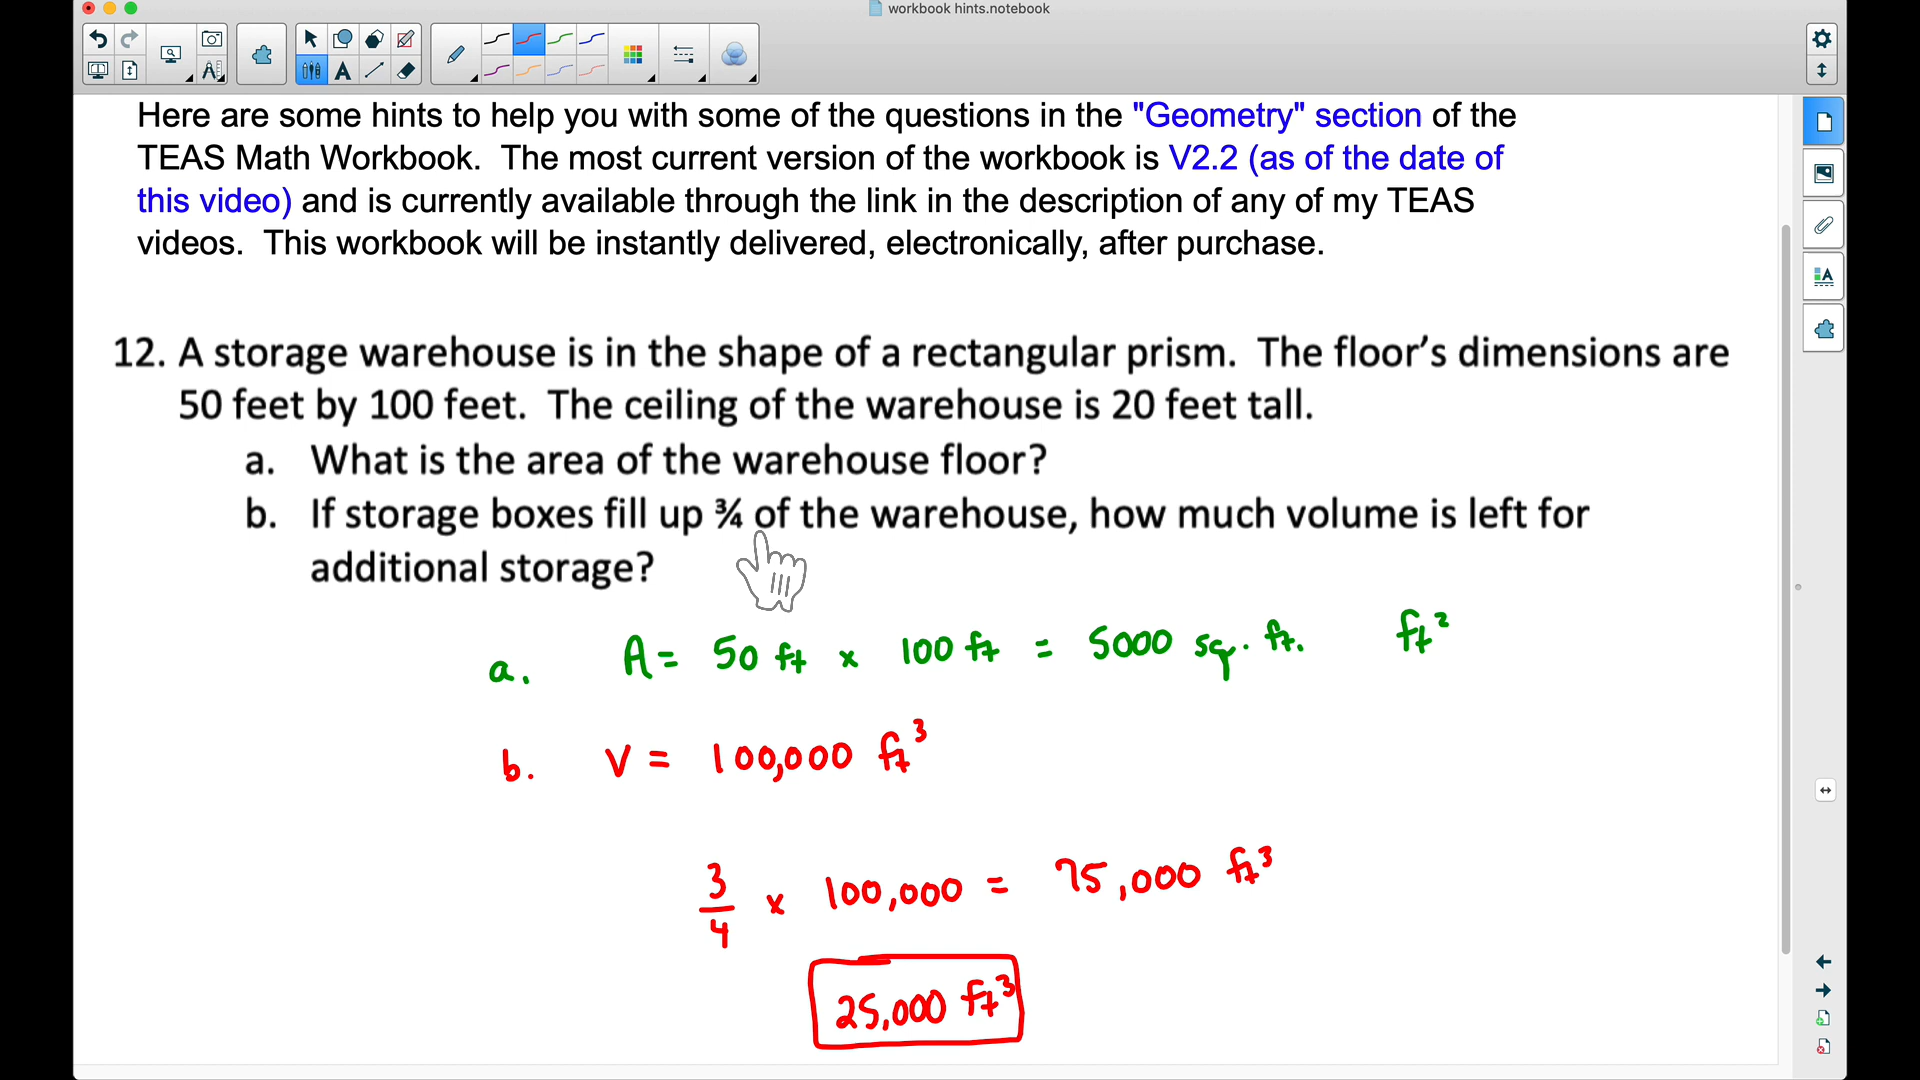 workbook hints.notebook
Here are some hints to help you with some of the questions in the "Geometry" section of the
TEAS Math Workbook. The most current version of the workbook is V2.2 (as of the date of
this video) and is currently available through the link in the description of any of my TEAS
videos. This workbook will be instantly delivered, electronically, after purchase.
12. A storage warehouse is in the shape of a rectangular prism. The floor's dimensions are
50 feet by 100 feet. The ceiling of the warehouse is 20 feet tall.
a. What is the area of the warehouse floor?
b. If storage boxes fill up ¾ of the warehouse, how much volume is left for
additional storage?
a. A = 50 ft x 100 ft = 5000 sq. ft. ft²
b. V = 100,000 ft³
3/4 x 100,000 = 75,000 ft³
25,000 ft³